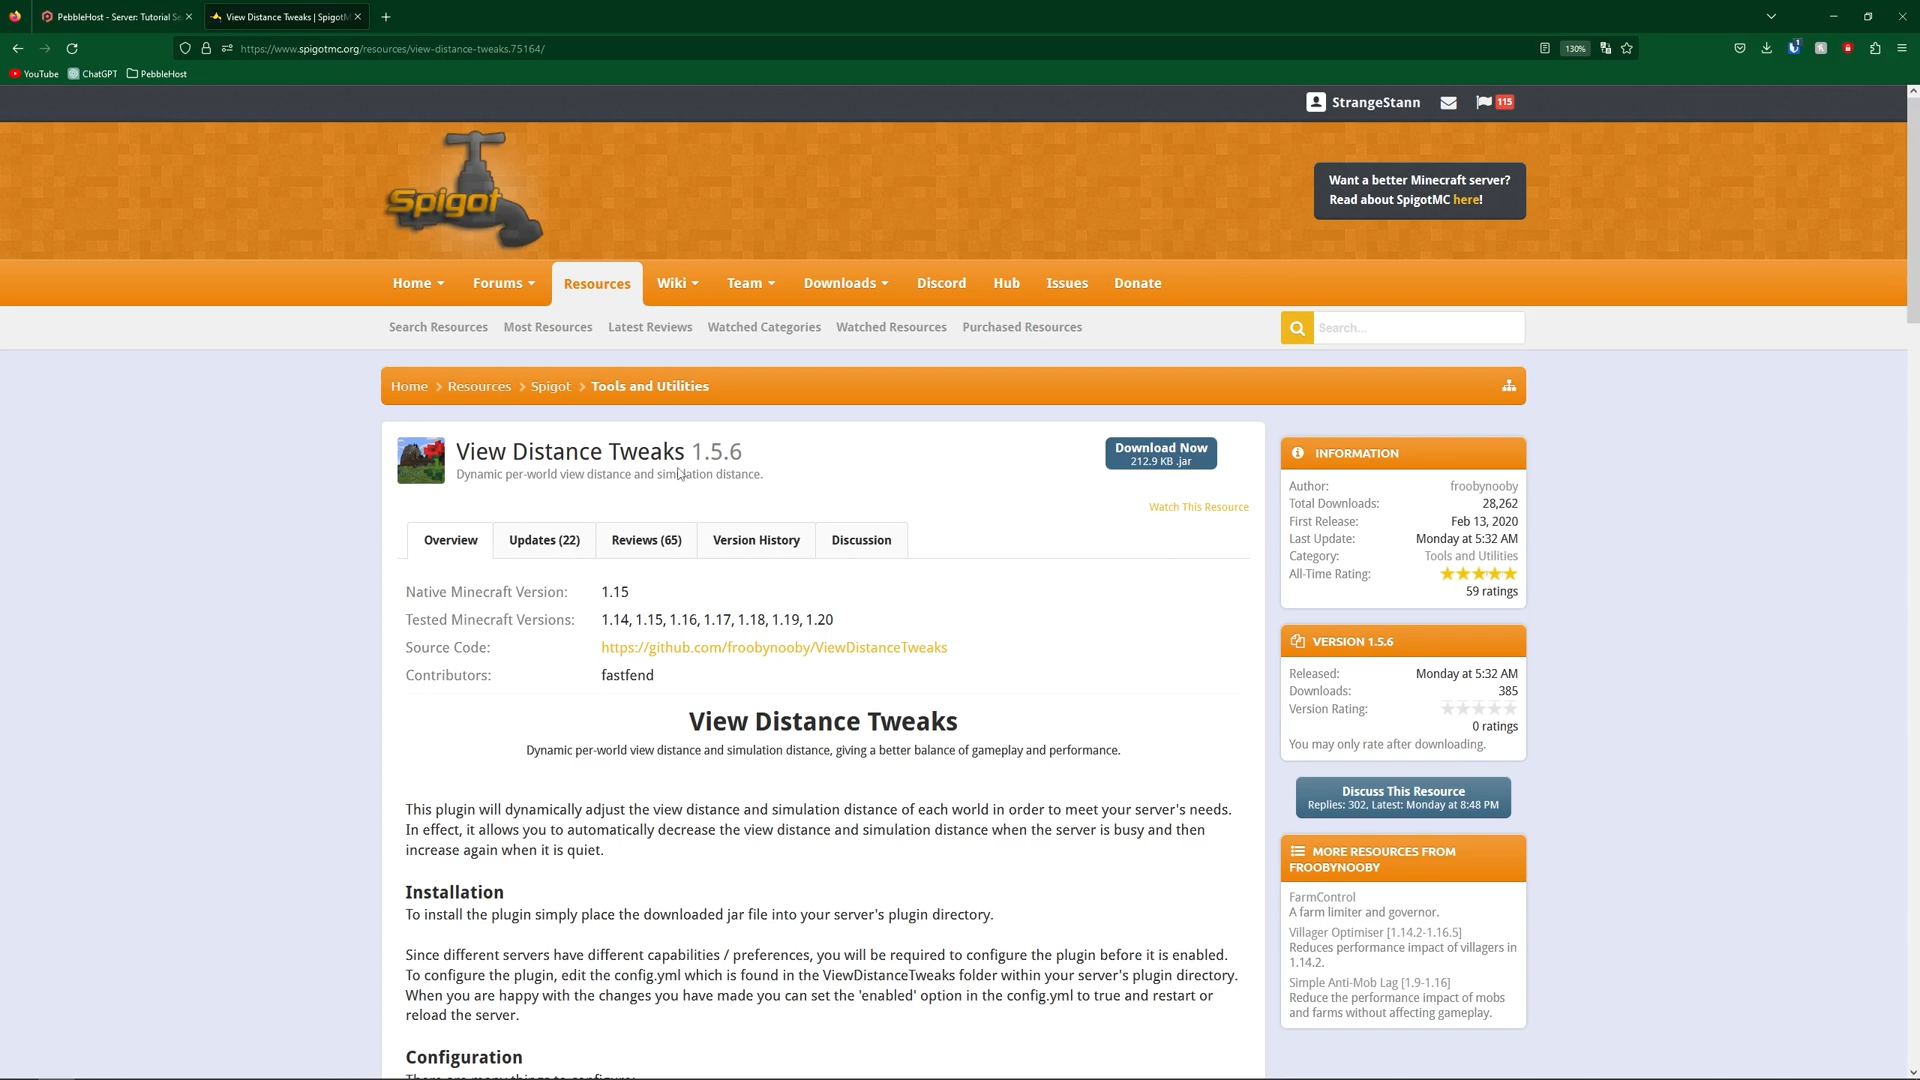 PebbleHost - Server: Tutorial Se
View Distance Tweaks | SpigotM
https://www.spigotmc.org/resources/view-distance-tweaks.75164/
130%
1
YouTube
ChatGPT
PebbleHost
StrangeStann
115
Spigot
Want a better Minecraft server?
Read about SpigotMC here!
Home
Forums
Resources
Wiki
Team
Downloads
Discord
Hub
Issues
Donate
Search Resources
Most Resources
Latest Reviews
Watched Categories
Watched Resources
Purchased Resources
Search...
Home > Resources > Spigot > Tools and Utilities
View Distance Tweaks 1.5.6
Dynamic per-world view distance and simulation distance.
Download Now
212.9 KB .jar
Watch This Resource
Overview
Updates (22)
Reviews (65)
Version History
Discussion
Native Minecraft Version: 1.15
Tested Minecraft Versions: 1.14, 1.15, 1.16, 1.17, 1.18, 1.19, 1.20
Source Code: https://github.com/froobynooby/ViewDistanceTweaks
Contributors: fastfend
View Distance Tweaks
Dynamic per-world view distance and simulation distance, giving a better balance of gameplay and performance.
This plugin will dynamically adjust the view distance and simulation distance of each world in order to meet your server's needs.
In effect, it allows you to automatically decrease the view distance and simulation distance when the server is busy and then
increase again when it is quiet.
Installation
To install the plugin simply place the downloaded jar file into your server's plugin directory.
Since different servers have different capabilities / preferences, you will be required to configure the plugin before it is enabled.
To configure the plugin, edit the config.yml which is found in the ViewDistanceTweaks folder within your server's plugin directory.
When you are happy with the changes you have made you can set the 'enabled' option in the config.yml to true and restart or
reload the server.
Configuration
There are many things to configure:
INFORMATION
Author: froobynooby
Total Downloads: 28,262
First Release: Feb 13, 2020
Last Update: Monday at 5:32 AM
Category: Tools and Utilities
All-Time Rating:
59 ratings
VERSION 1.5.6
Released: Monday at 5:32 AM
Downloads: 385
Version Rating:
0 ratings
You may only rate after downloading.
Discuss This Resource
Replies: 302, Latest: Monday at 8:48 PM
MORE RESOURCES FROM
FROOBYNOOBY
FarmControl
A farm limiter and governor.
Villager Optimiser [1.14.2-1.16.5]
Reduces performance impact of villagers in
1.14.2.
Simple Anti-Mob Lag [1.9-1.16]
Reduce the performance impact of mobs
and farms without affecting gameplay.